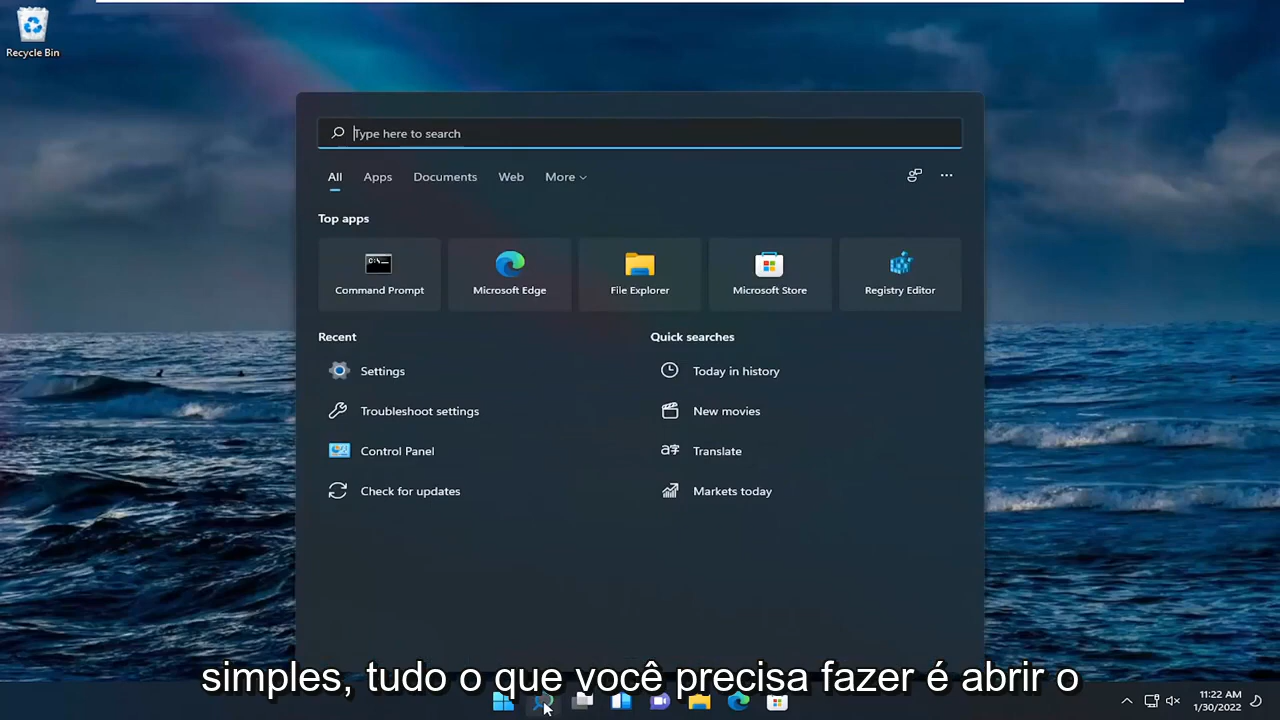 Recycle Bin
Type here to search
All Apps Documents Web More
Top apps
Command Prompt Microsoft Edge File Explorer Microsoft Store Registry Editor
Recent
Settings
Troubleshoot settings
Control Panel
Check for updates
Quick searches
Today in history
New movies
Translate
Markets today
simples, tudo o que você precisa fazer é abrir o
11:22 AM
1/30/2022